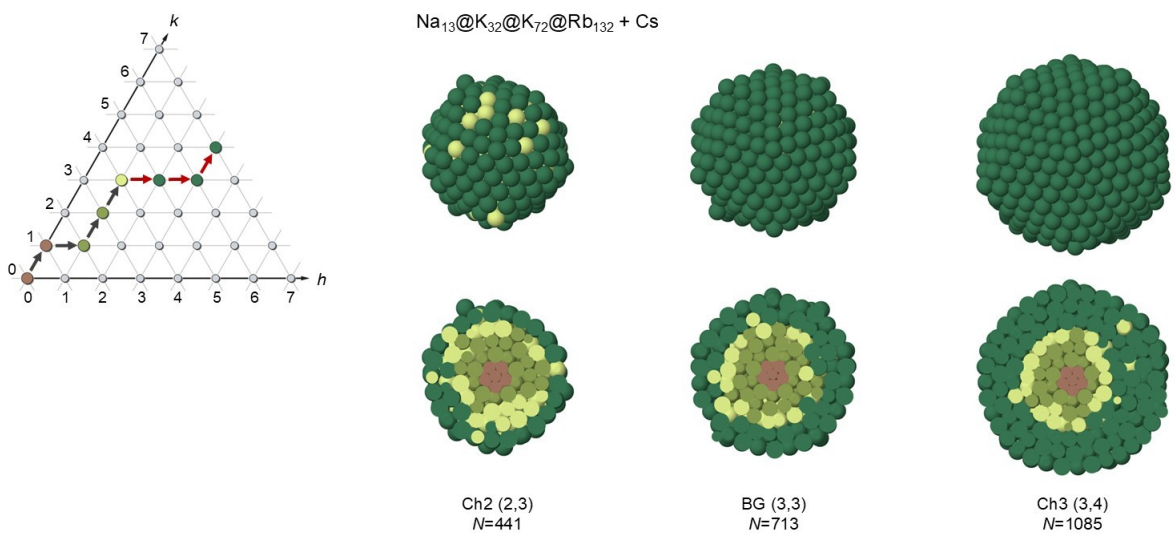 Na13@K32@K72@Rb132 + Cs
k
7
6
5
4
3
2
1
0
0 1 2 3 4 5 6 7 h
Ch2 (2,3)
N=441
BG (3,3)
N=713
Ch3 (3,4)
N=1085